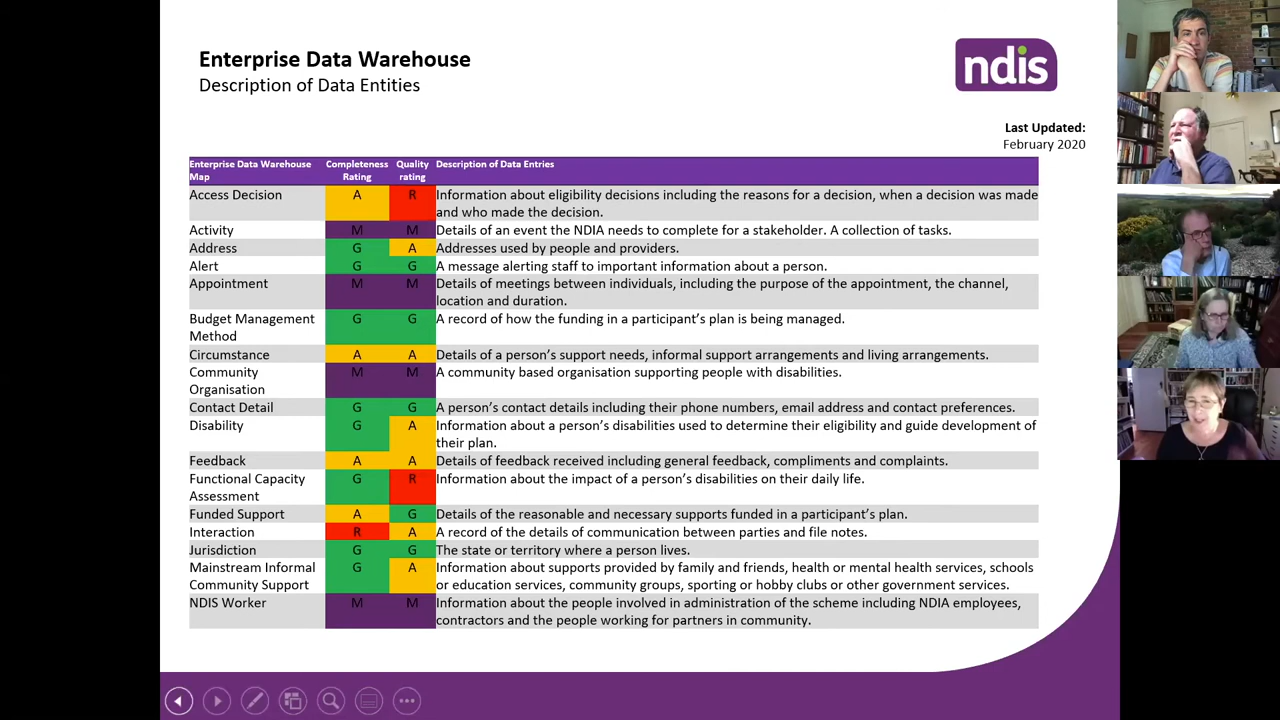 Enterprise Data Warehouse
Description of Data Entities
ndis
Last Updated:
February 2020
Enterprise Data Warehouse Map Completeness Rating Quality rating Description of Data Entries
Access Decision A R Information about eligibility decisions including the reasons for a decision, when a decision was made
and who made the decision.
Activity M M Details of an event the NDIA needs to complete for a stakeholder. A collection of tasks.
Address G A Addresses used by people and providers.
Alert G G A message alerting staff to important information about a person.
Appointment M M Details of meetings between individuals, including the purpose of the appointment, the channel,
location and duration.
Budget Management G G A record of how the funding in a participant's plan is being managed.
Method
Circumstance A A Details of a person's support needs, informal support arrangements and living arrangements.
Community M M A community based organisation supporting people with disabilities.
Organisation
Contact Detail G G A person's contact details including their phone numbers, email address and contact preferences.
Disability G A Information about a person's disabilities used to determine their eligibility and guide development of
their plan.
Feedback A A Details of feedback received including general feedback, compliments and complaints.
Functional Capacity G R Information about the impact of a person's disabilities on their daily life.
Assessment
Funded Support A G Details of the reasonable and necessary supports funded in a participant's plan.
Interaction R A A record of the details of communication between parties and file notes.
Jurisdiction G G The state or territory where a person lives.
Mainstream Informal G A Information about supports provided by family and friends, health or mental health services, schools
Community Support or education services, community groups, sporting or hobby clubs or other government services.
NDIS Worker M M Information about the people involved in administration of the scheme including NDIA employees,
contractors and the people working for partners in community.